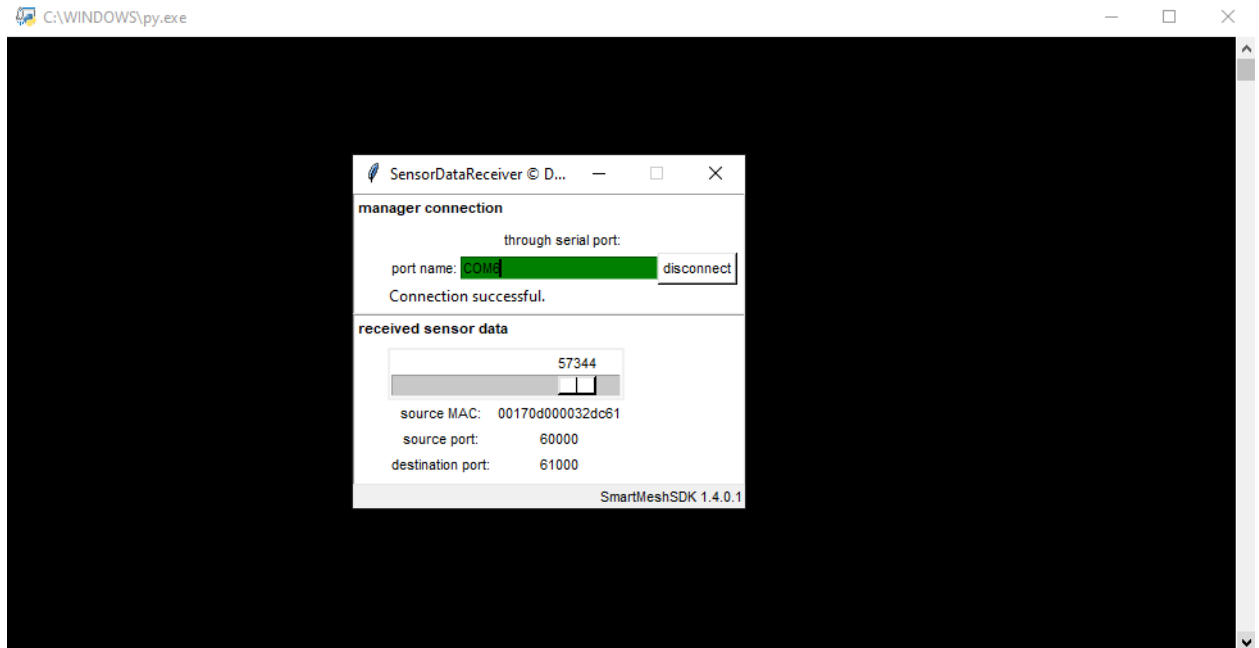 C:\WINDOWS\py.exe
SensorDataReceiver © D...
manager connection
through serial port:
port name: COM6 disconnect
Connection successful.
received sensor data
57344
source MAC: 00170d000032dc61
source port: 60000
destination port: 61000
SmartMeshSDK 1.4.0.1